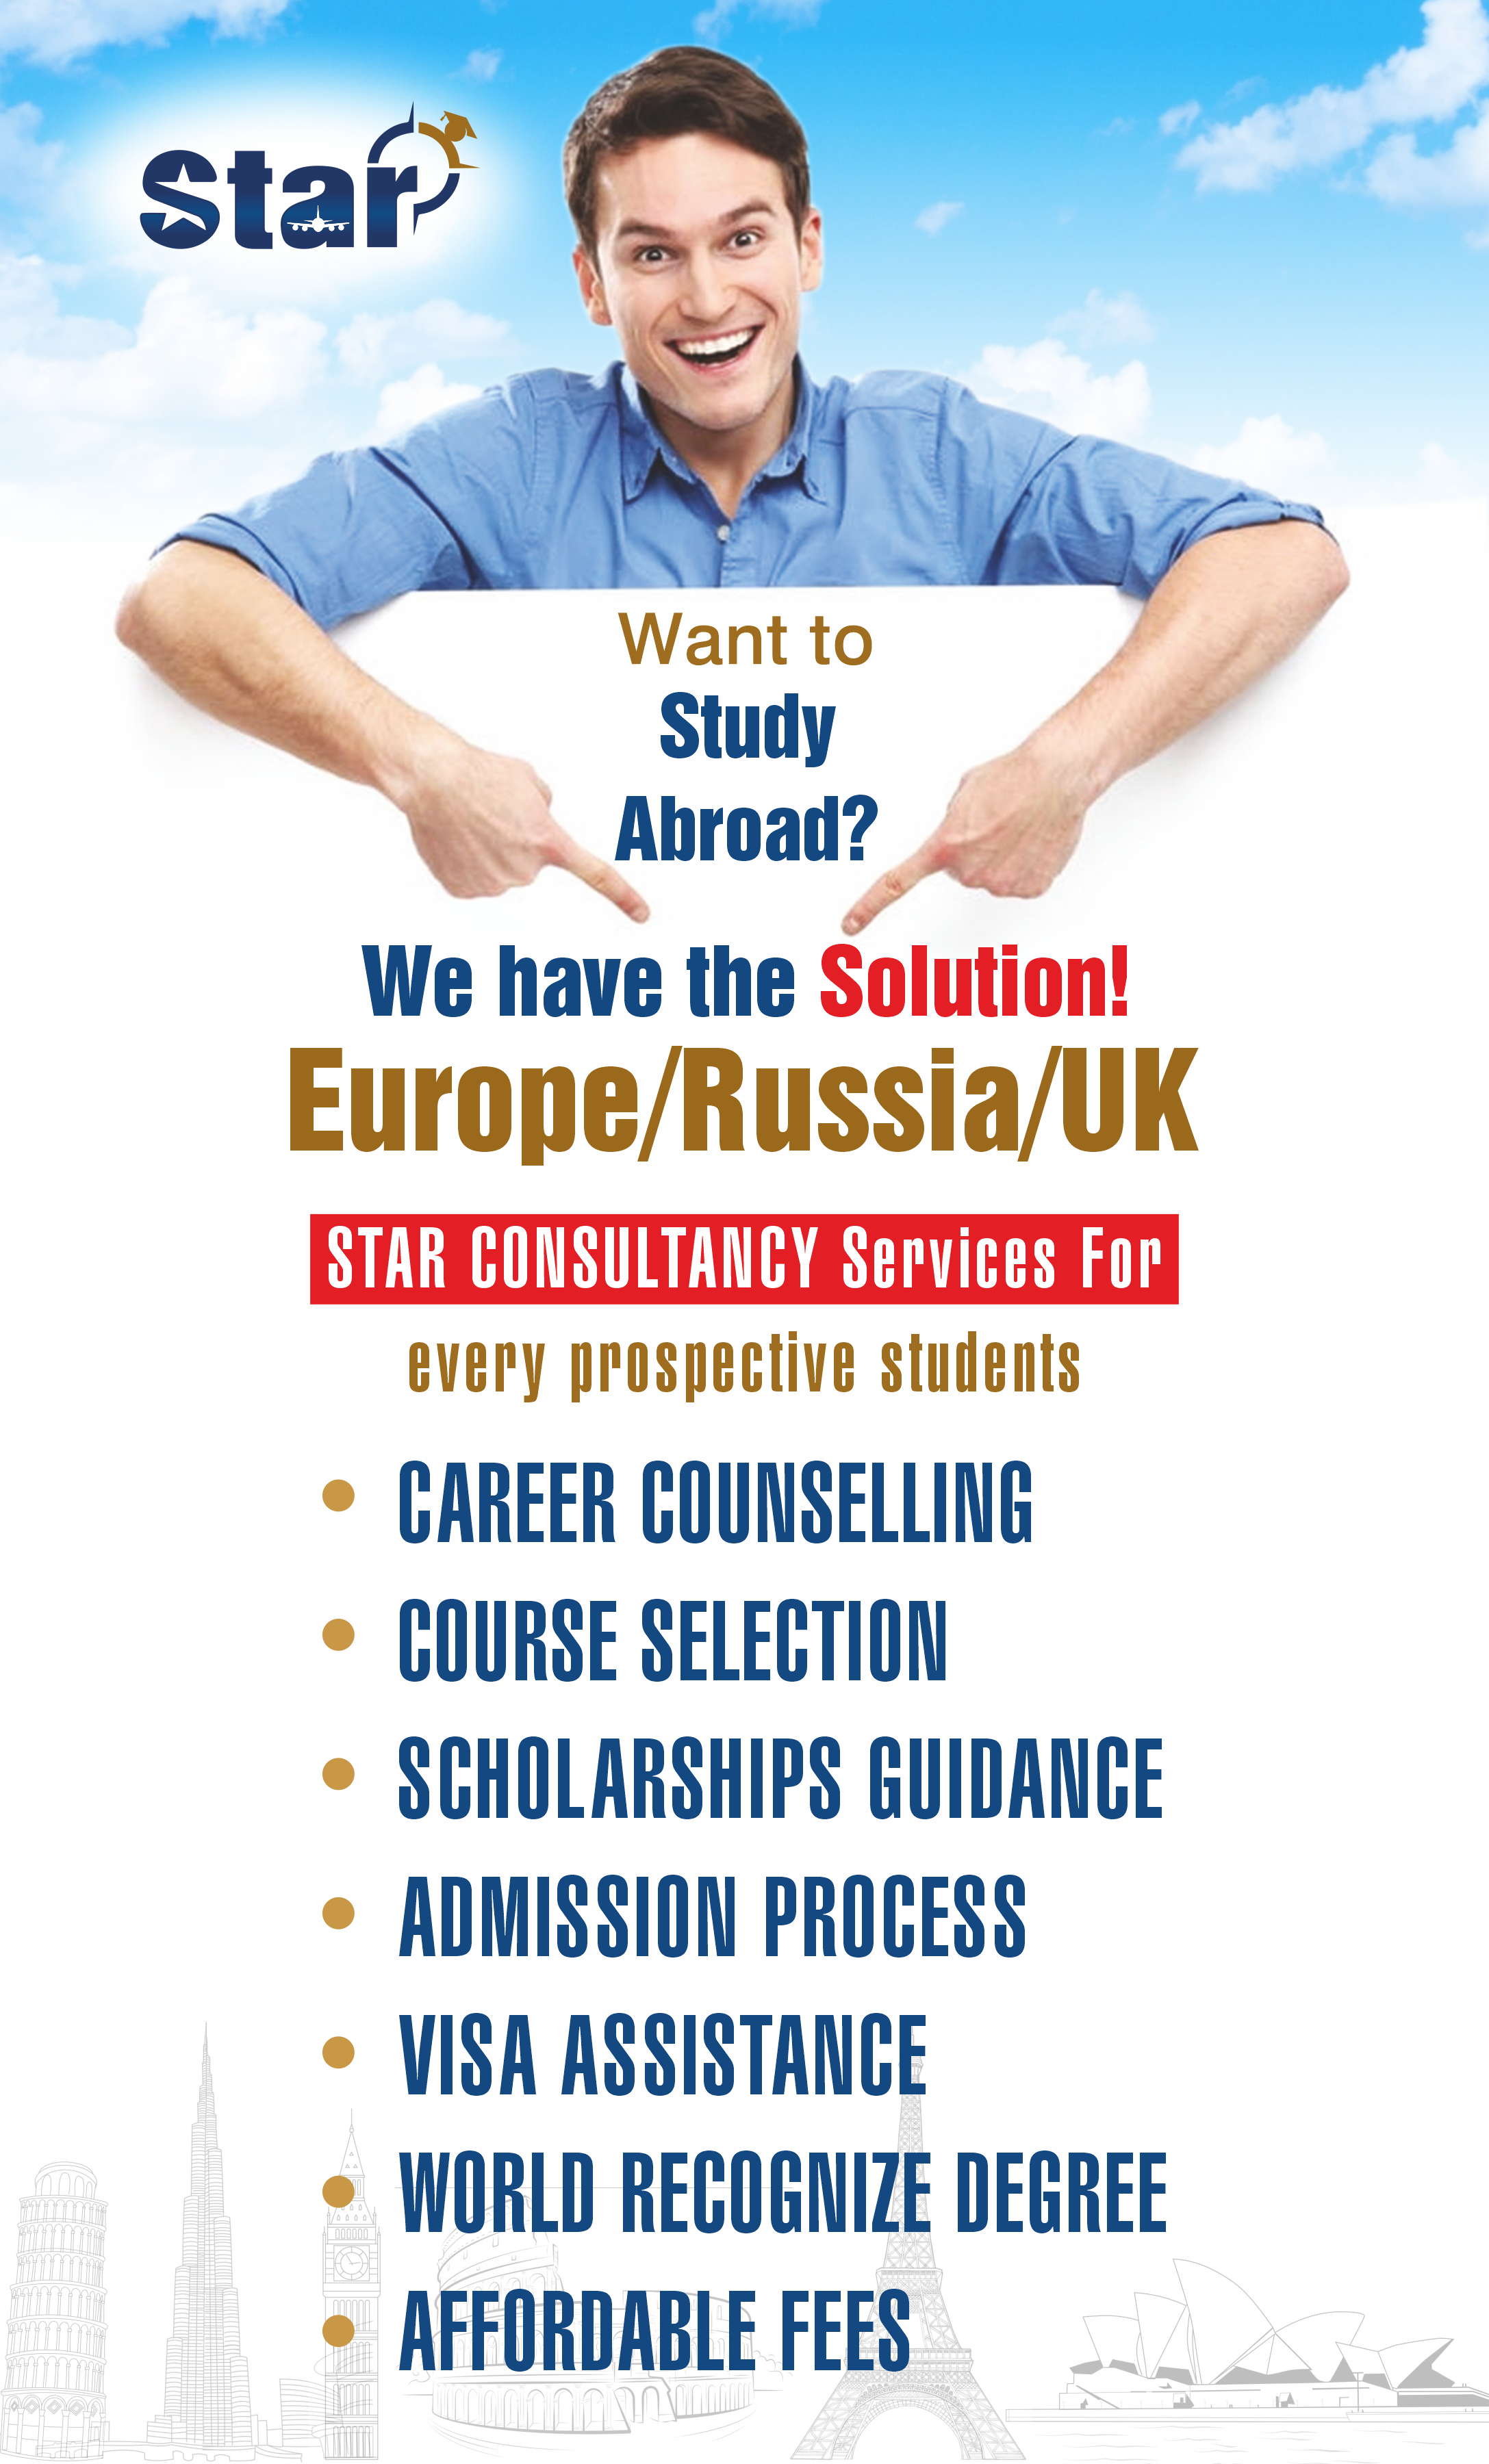 Star
Want to
Study
Abroad?
We have the Solution!
Europe/Russia/UK
STAR CONSULTANCY Services For
every prospective students
• CAREER COUNSELLING
• COURSE SELECTION
• SCHOLARSHIPS GUIDANCE
• ADMISSION PROCESS
• VISA ASSISTANCE
• WORLD RECOGNIZE DEGREE
• AFFORDABLE FEES